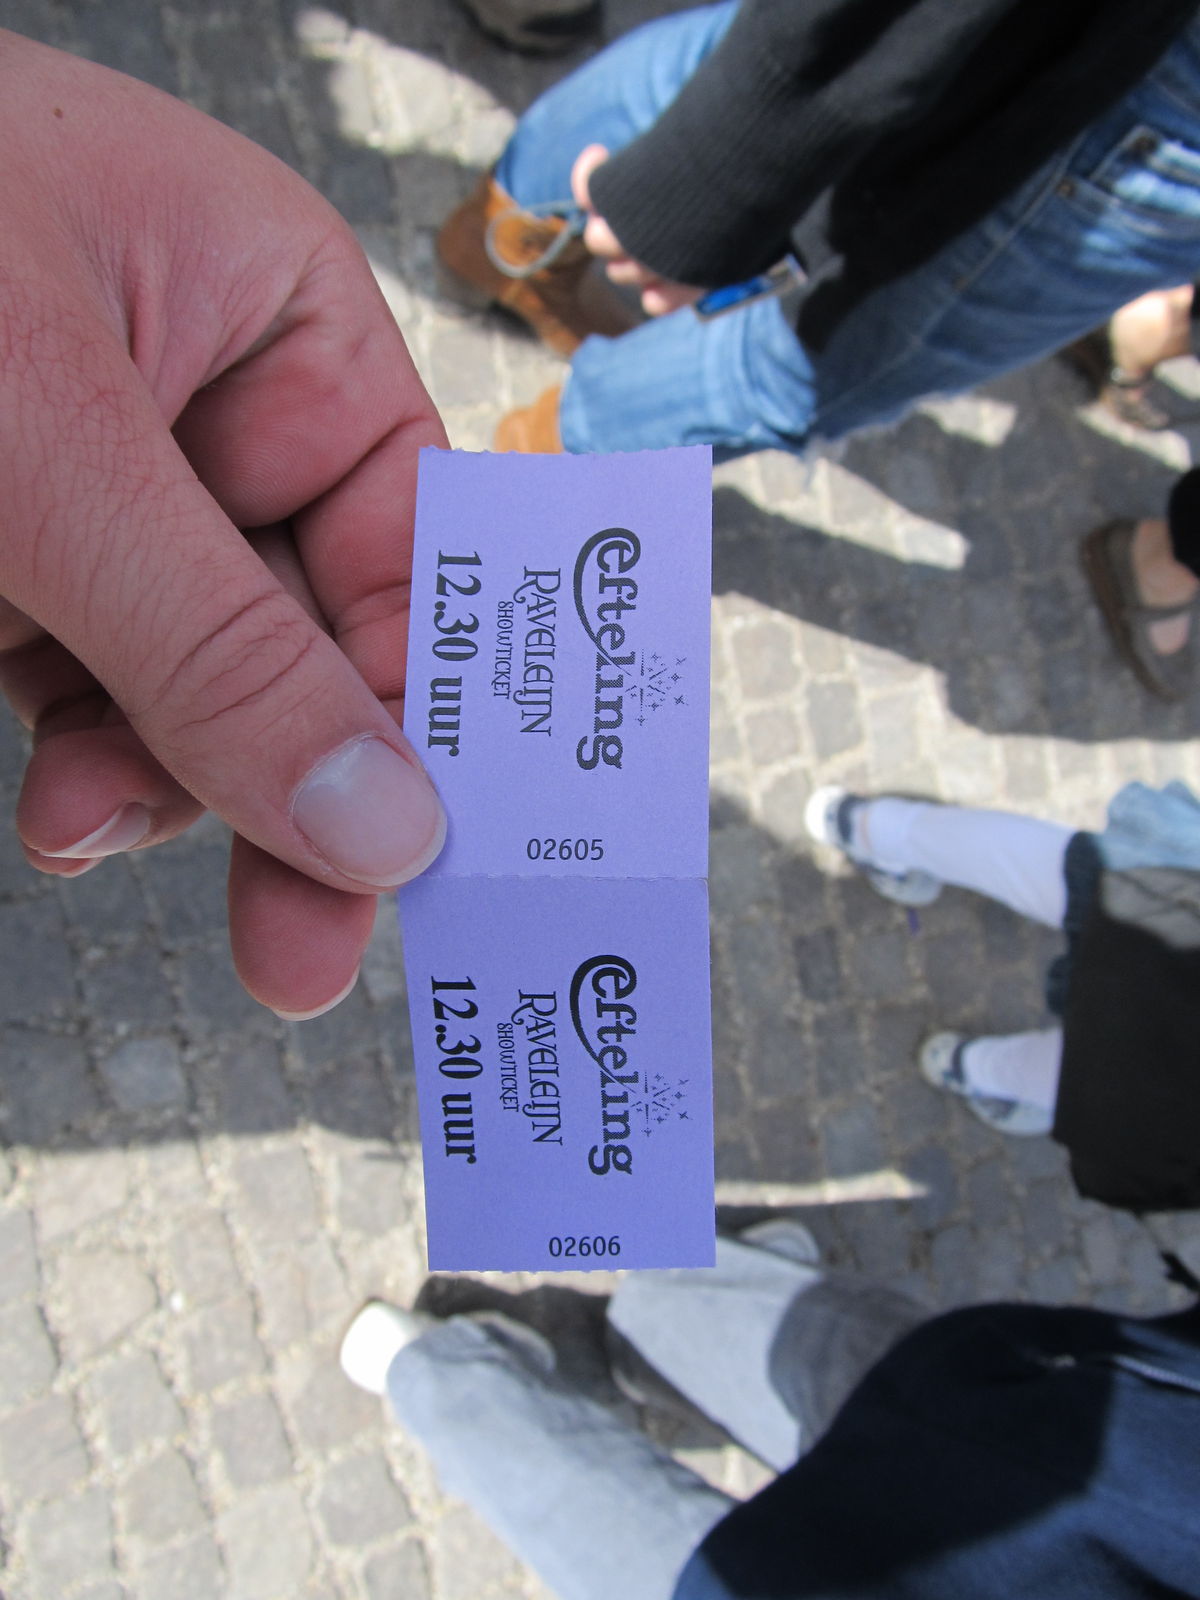 efteling
RAVELEIJN
SHOWTICKET
12.30 uur
02605
efteling
RAVELEIJN
SHOWTICKET
12.30 uur
02606